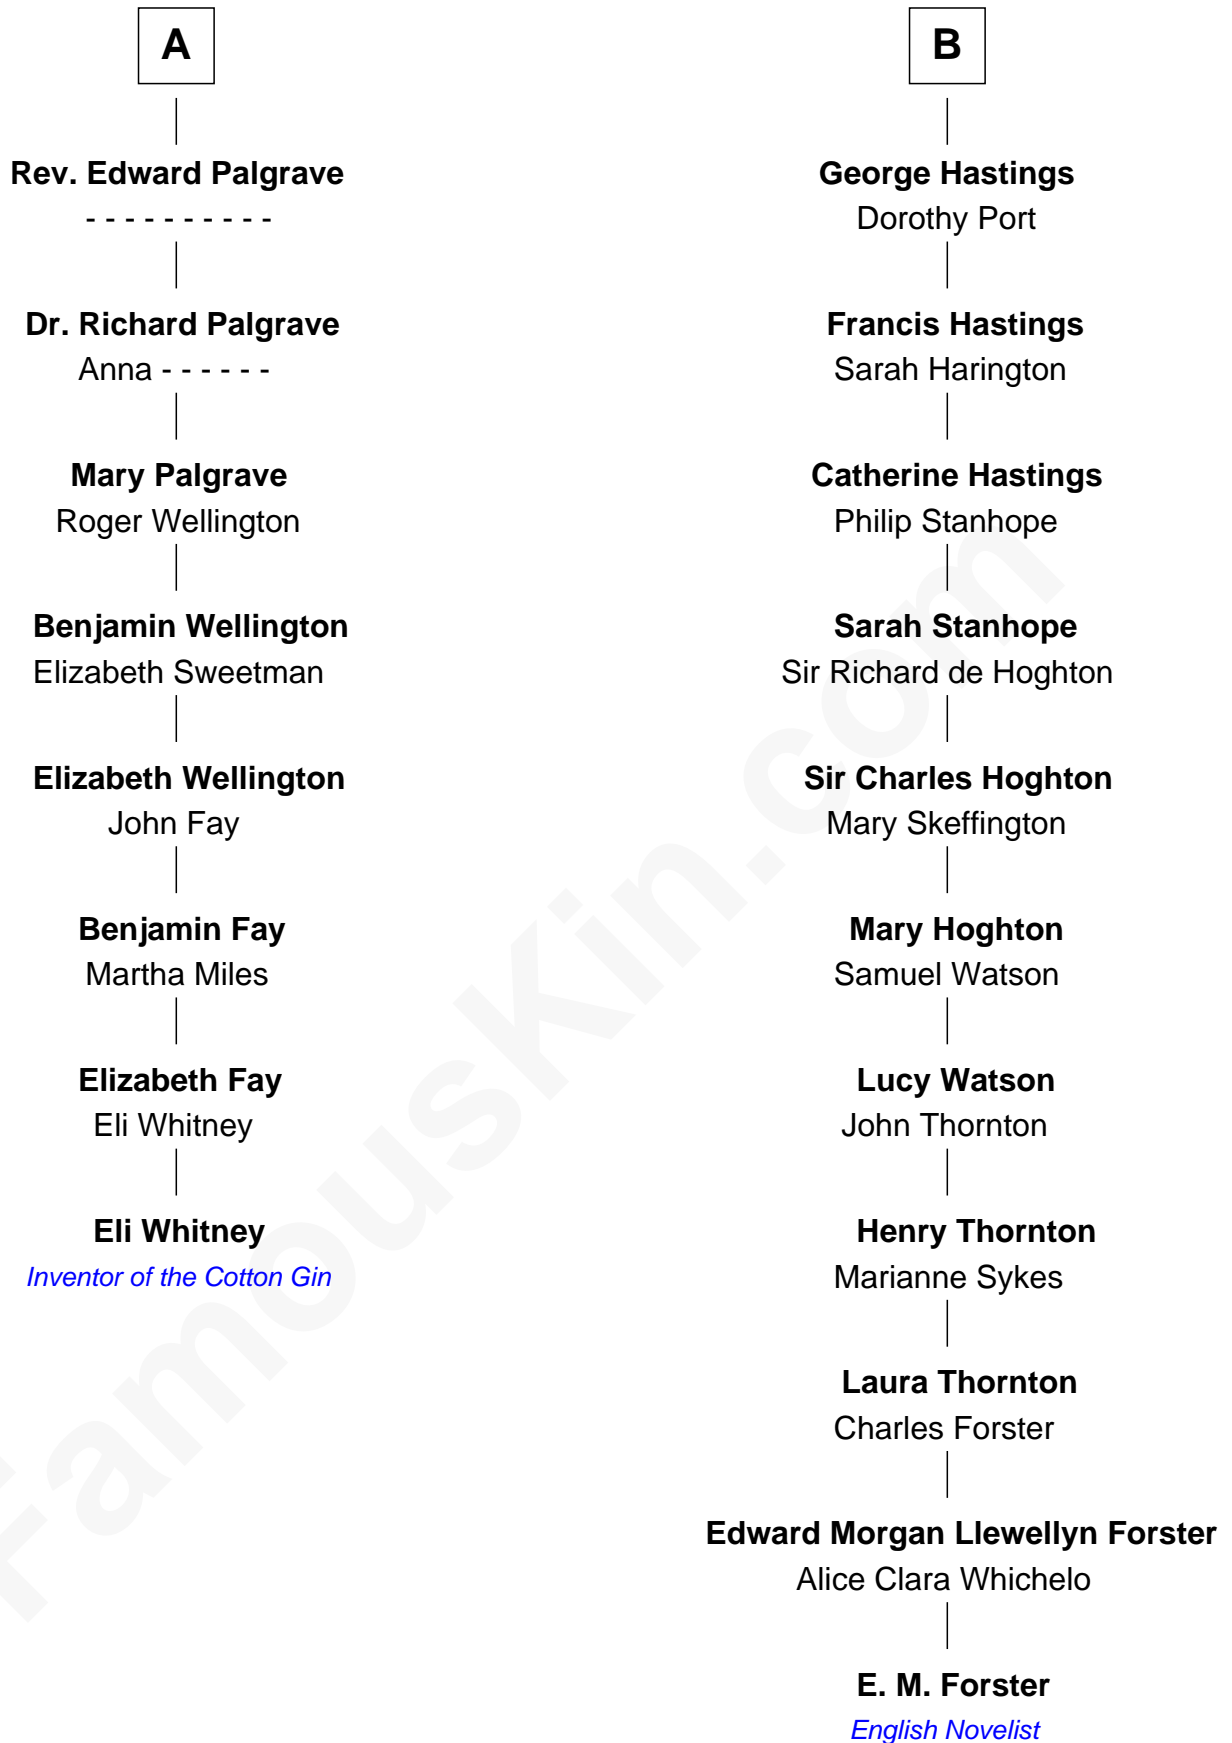 A
Rev. Edward Palgrave
- - - - - - - - - -
Dr. Richard Palgrave
Anna - - - - - -
Mary Palgrave
Roger Wellington
Benjamin Wellington
Elizabeth Sweetman
Elizabeth Wellington
John Fay
Benjamin Fay
Martha Miles
Elizabeth Fay
Eli Whitney
Eli Whitney
Inventor of the Cotton Gin
B
George Hastings
Dorothy Port
Francis Hastings
Sarah Harington
Catherine Hastings
Philip Stanhope
Sarah Stanhope
Sir Richard de Hoghton
Sir Charles Hoghton
Mary Skeffington
Mary Hoghton
Samuel Watson
Lucy Watson
John Thornton
Henry Thornton
Marianne Sykes
Laura Thornton
Charles Forster
Edward Morgan Llewellyn Forster
Alice Clara Whichelo
E. M. Forster
English Novelist
FamousKin.com